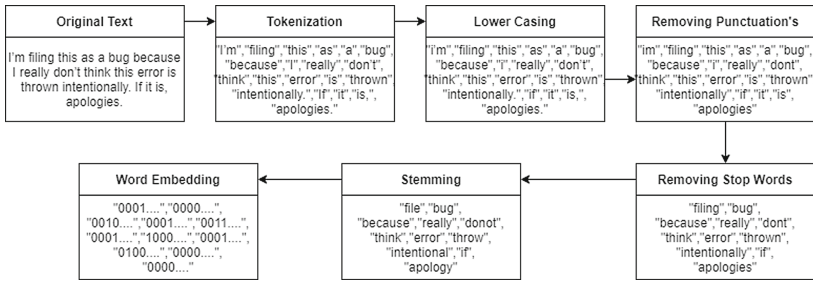 Original Text
I'm filing this as a bug because
I really don't think this error is
thrown intentionally. If it is,
apologies.
Tokenization
"I'm","filing","this","as","a","bug",
"because","I","really","don't",
"think","this","error","is","thrown",
"intentionally.","If","it","is,",
"apologies."
Lower Casing
"i'm","filing","this","as","a","bug",
"because","i","really","don't",
"think","this","error","is","thrown",
"intentionally.","if","it","is,",
"apologies."
Removing Punctuation's
"im","filing","this","as","a","bug",
"because","i","really","dont",
"think","this","error","is","thrown"
"intentionally","if","it","is"
"apologies"
Removing Stop Words
"filing","bug",
"because","really","dont",
"think","error","thrown",
"intentionally","if",
"apologies"
Stemming
"file","bug",
"because","really","donot",
"think","error","throw",
"intentional","if",
"apology"
Word Embedding
"0001....","0000....",
"0010....","0001....","0011....",
"0001....","1000....","0001....",
"0100....","0000....",
"0000...."